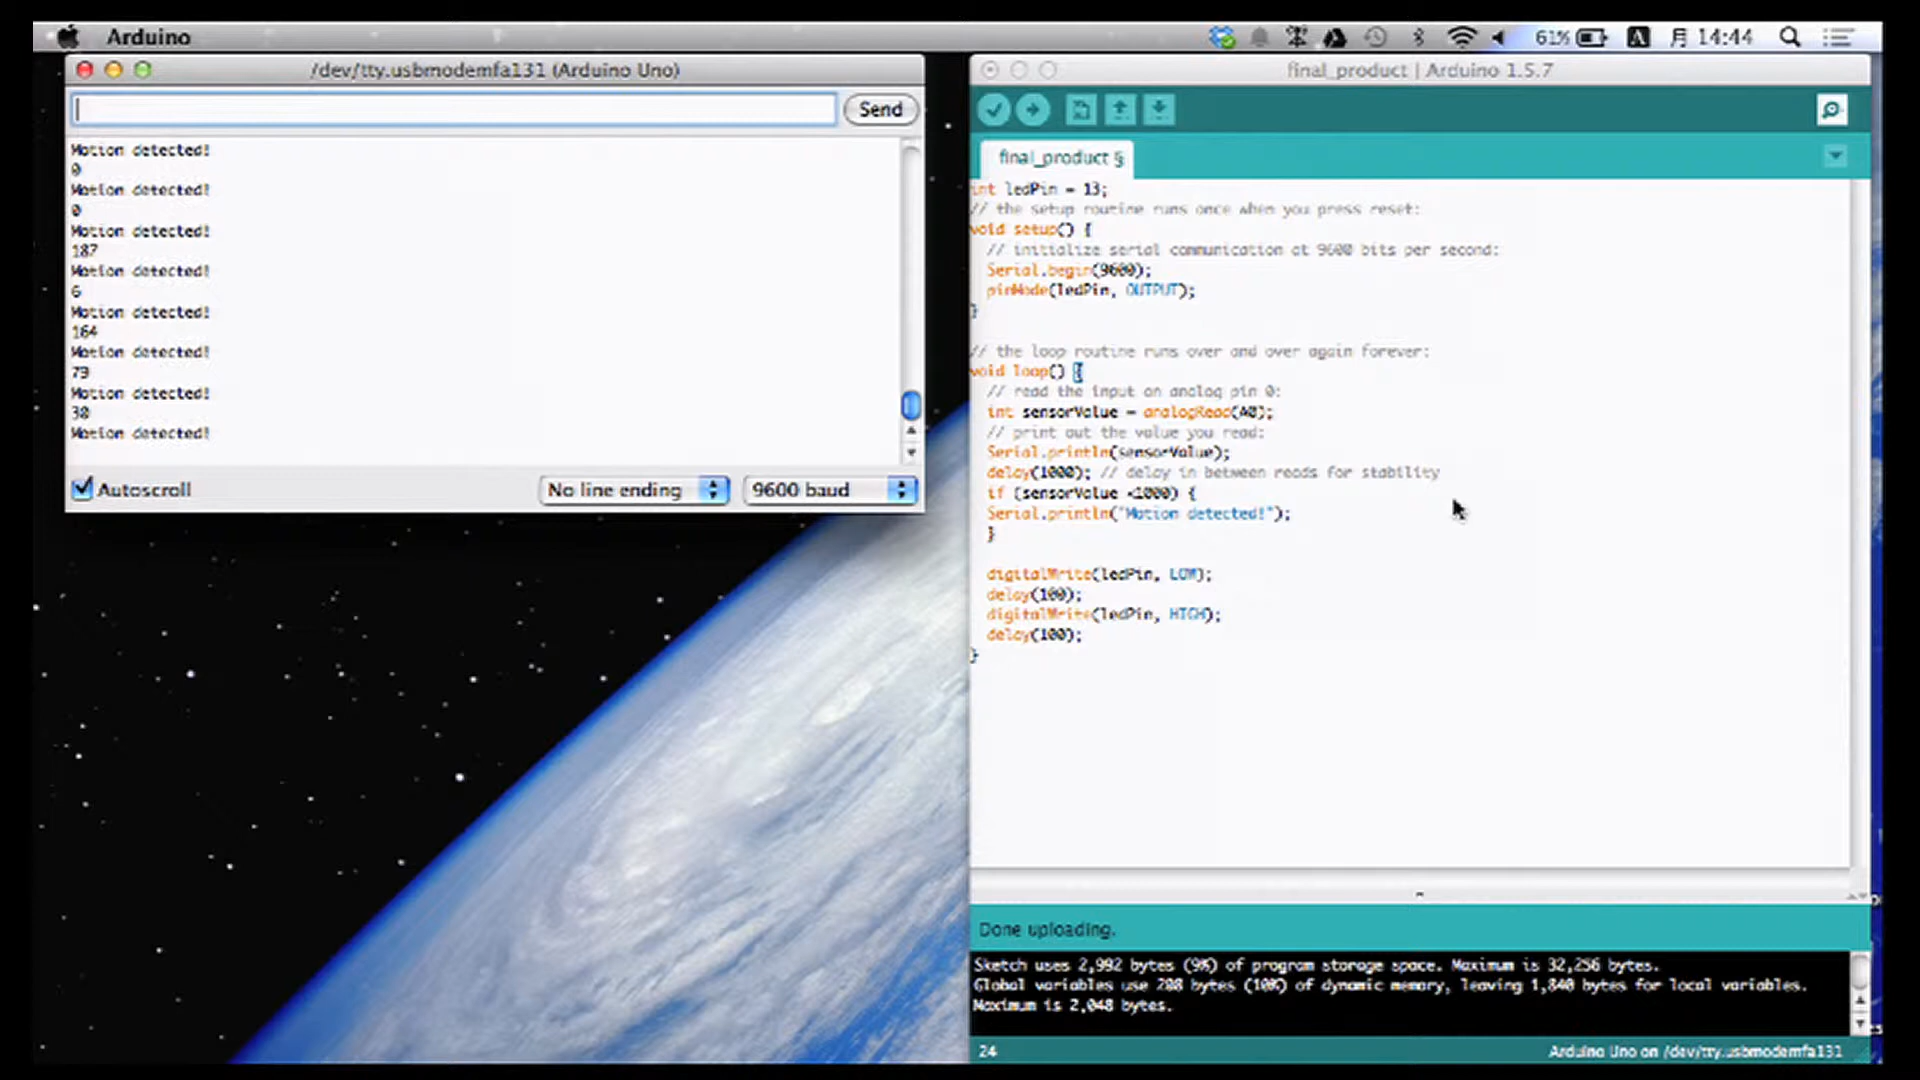 Arduino
61%
月 14:44
/dev/tty.usbmodemfa131 (Arduino Uno)
Send
Motion detected!
0
Motion detected!
0
Motion detected!
187
Motion detected!
6
Motion detected!
164
Motion detected!
79
Motion detected!
30
Motion detected!
Autoscroll
No line ending
9600 baud
final_product | Arduino 1.5.7
final_product §
int ledPin = 13;
// the setup routine runs once when you press reset:
void setup() {
// initialize serial communication at 9600 bits per second:
Serial.begin(9600);
pinMode(ledPin, OUTPUT);
}
// the loop routine runs over and over again forever:
void loop() {
// read the input on analog pin 0:
int sensorValue = analogRead(A0);
// print out the value you read:
Serial.println(sensorValue);
delay(1000); // delay in between reads for stability
if (sensorValue <1000) {
Serial.println("Motion detected!");
}
digitalWrite(ledPin, LOW);
delay(100);
digitalWrite(ledPin, HIGH);
delay(100);
}
Done uploading.
Sketch uses 2,992 bytes (9%) of program storage space. Maximum is 32,256 bytes.
Global variables use 208 bytes (10%) of dynamic memory, leaving 1,840 bytes for local variables.
Maximum is 2,048 bytes.
24
Arduino Uno on /dev/tty.usbmodemfa131